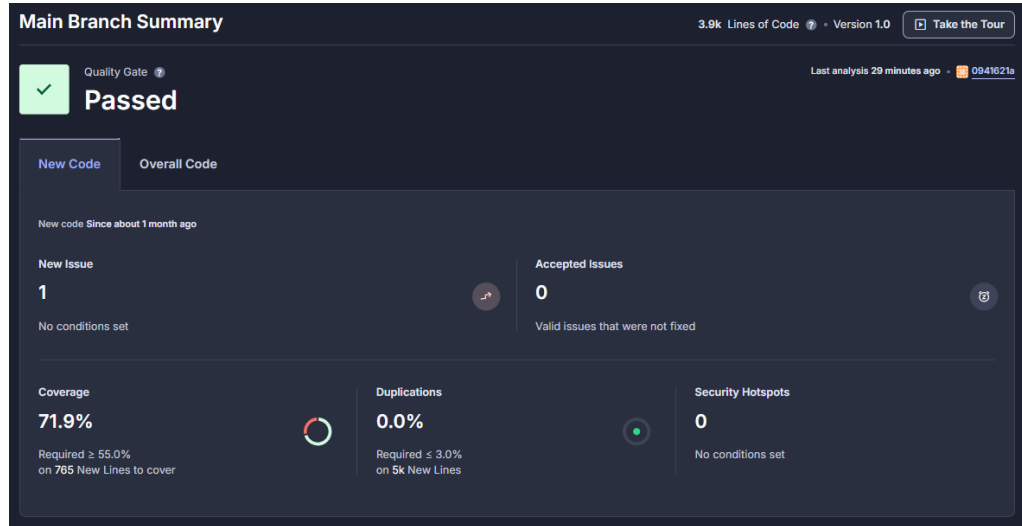 Main Branch Summary
3.9k Lines of Code ? • Version 1.0
Take the Tour
Quality Gate ?
Passed
Last analysis 29 minutes ago • 0941621a
New Code
Overall Code
New code Since about 1 month ago
New Issue
1
No conditions set
Accepted Issues
0
Valid issues that were not fixed
Coverage
71.9%
Required ≥ 55.0%
on 765 New Lines to cover
Duplications
0.0%
Required ≤ 3.0%
on 5k New Lines
Security Hotspots
0
No conditions set